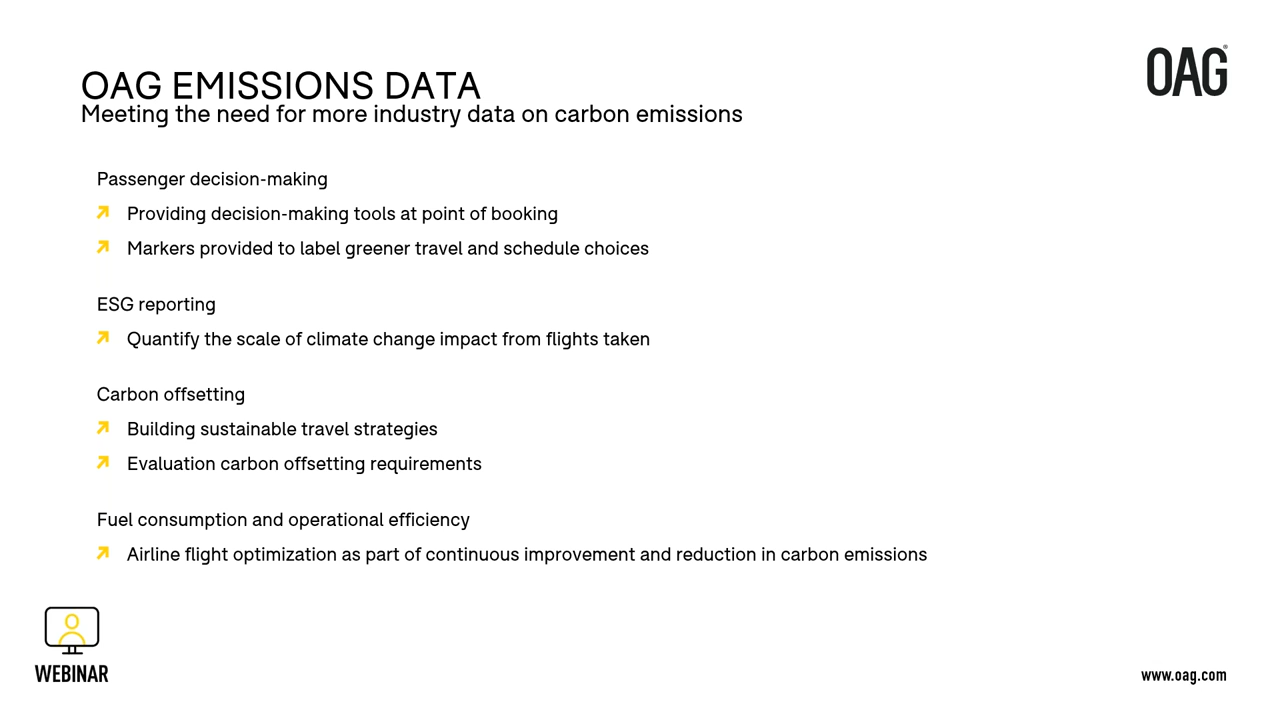 OAG®
OAG EMISSIONS DATA
Meeting the need for more industry data on carbon emissions
Passenger decision-making
Providing decision-making tools at point of booking
Markers provided to label greener travel and schedule choices
ESG reporting
Quantify the scale of climate change impact from flights taken
Carbon offsetting
Building sustainable travel strategies
Evaluation carbon offsetting requirements
Fuel consumption and operational efficiency
Airline flight optimization as part of continuous improvement and reduction in carbon emissions
WEBINAR
www.oag.com